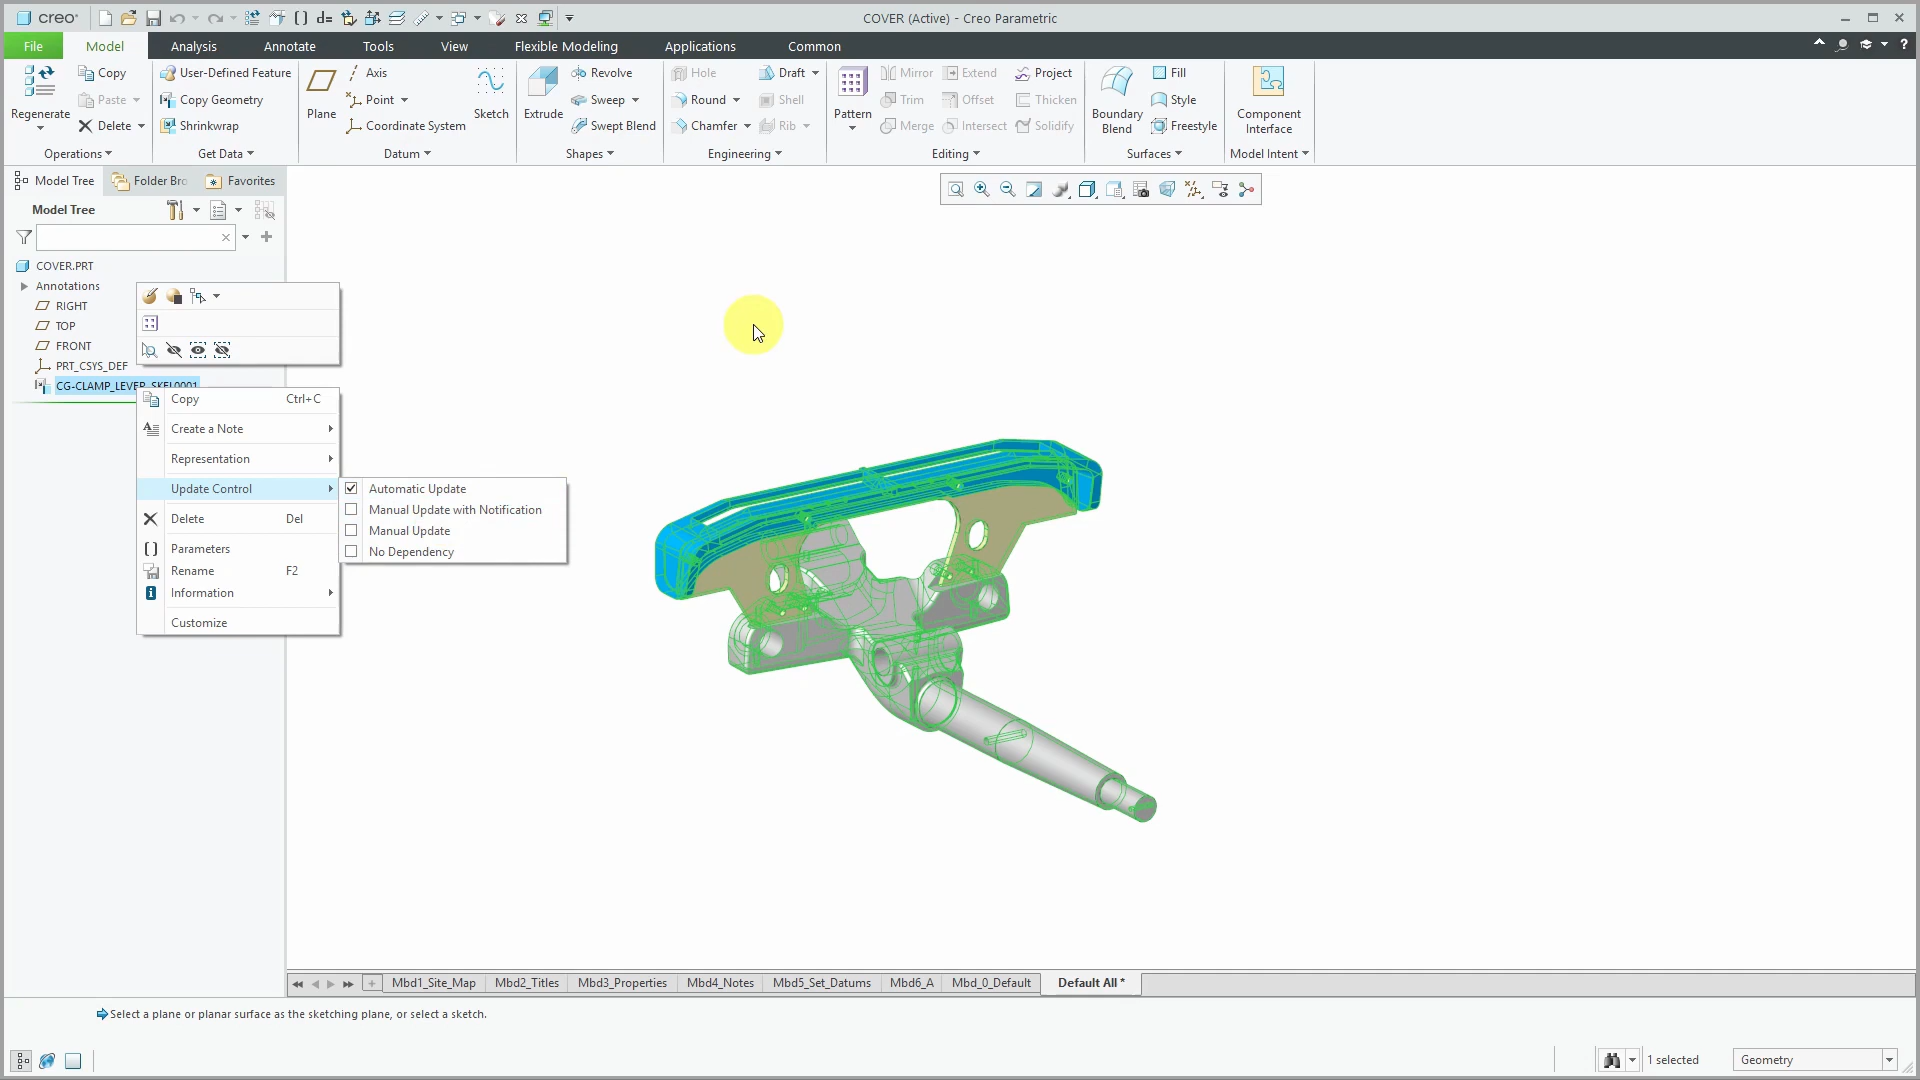 creo
COVER (Active) - Creo Parametric
File Model Analysis Annotate Tools View Flexible Modeling Applications Common
Regenerate
Copy
Paste
Delete
Operations
User-Defined Feature
Copy Geometry
Shrinkwrap
Get Data
Plane
Axis
Point
Coordinate System
Sketch
Datum
Extrude
Revolve
Sweep
Swept Blend
Shapes
Hole
Round
Chamfer
Draft
Shell
Rib
Engineering
Pattern
Mirror
Trim
Merge
Extend
Offset
Intersect
Project
Thicken
Solidify
Editing
Boundary
Blend
Fill
Style
Freestyle
Surfaces
Component
Interface
Model Intent
Model Tree Folder Bro Favorites
Model Tree
COVER.PRT
Annotations
RIGHT
TOP
FRONT
PRT_CSYS_DEF
CG-CLAMP_LEVER_SKEL0001
Copy Ctrl+C
Create a Note
Representation
Update Control
Delete Del
Parameters
Rename F2
Information
Customize
Automatic Update
Manual Update with Notification
Manual Update
No Dependency
Mbd1_Site_Map Mbd2_Titles Mbd3_Properties Mbd4_Notes Mbd5_Set_Datums Mbd6_A Mbd_0_Default Default All *
Select a plane or planar surface as the sketching plane, or select a sketch.
1 selected
Geometry